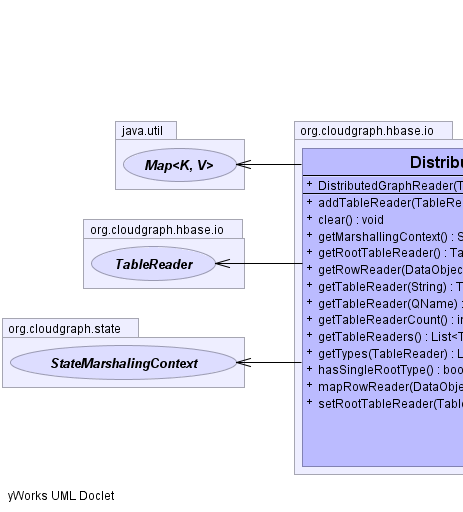 java.util
Map<K, V>
org.cloudgraph.hbase.io
TableReader
org.cloudgraph.state
StateMarshalingContext
org.cloudgraph.hbase.io
Distrib
+ DistributedGraphReader(T
+ addTableReader(TableRe
+ clear() : void
+ getMarshallingContext() : S
+ getRootTableReader() : Ta
+ getRowReader(DataObjec
+ getTableReader(String) : T
+ getTableReader(QName) :
+ getTableReaderCount() : in
+ getTableReaders() : List<T
+ getTypes(TableReader) : L
+ hasSingleRootType() : boo
+ mapRowReader(DataObje
+ setRootTableReader(Table
yWorks UML Doclet